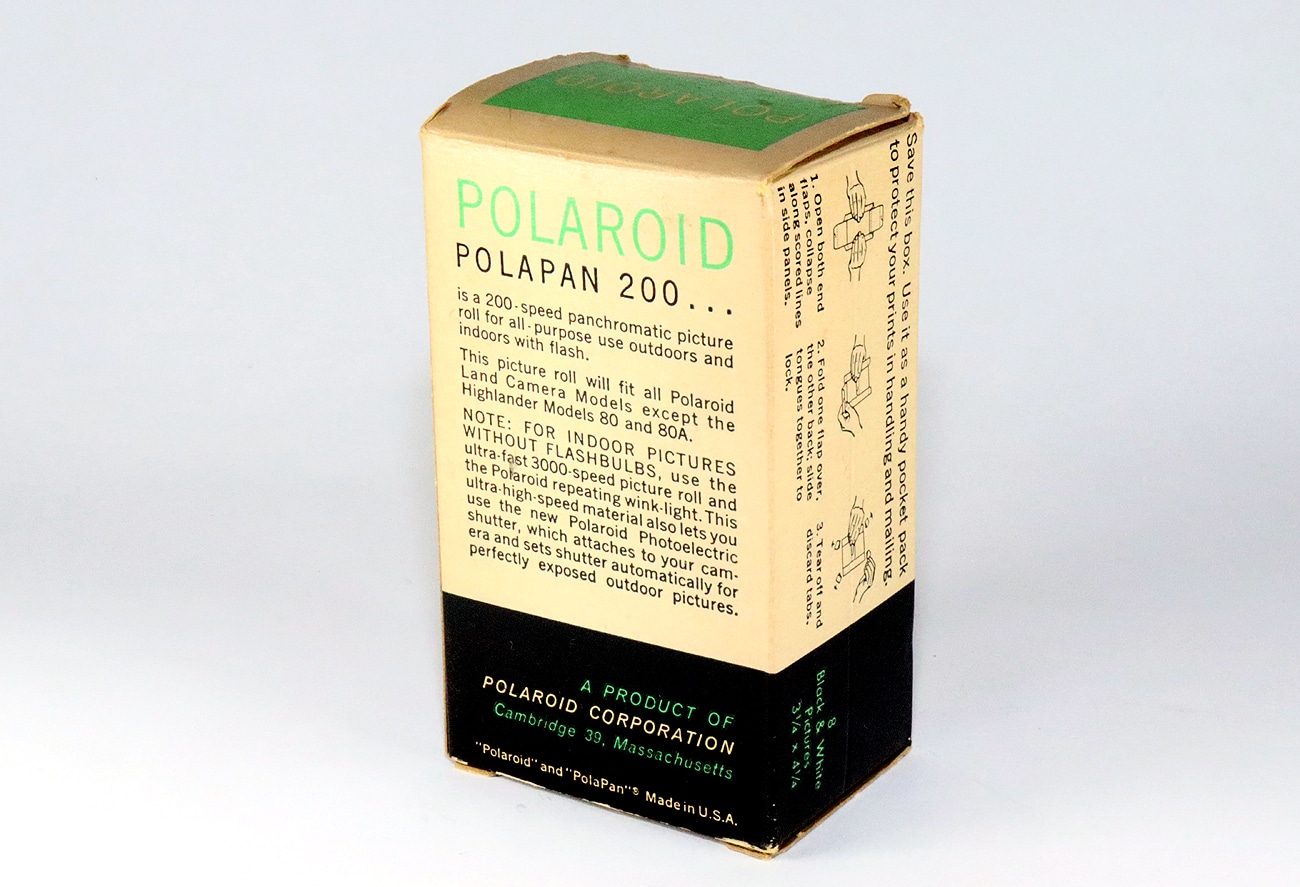 POLAROID
POLAROID
POLAPAN 200...
is a 200-speed panchromatic picture
roll for all-purpose use outdoors and
indoors with flash.
This picture roll will fit all Polaroid
Land Camera Models except the
Highlander Models 80 and 80A.
NOTE: FOR INDOOR PICTURES
WITHOUT FLASHBULBS, use the
ultra-fast 3000-speed picture roll and
the Polaroid repeating wink-light. This
ultra-high-speed material also lets you
use the new Polaroid Photoelectric
shutter, which attaches to your cam-
era and sets shutter automatically for
perfectly exposed outdoor pictures.
A PRODUCT OF
POLAROID CORPORATION
Cambridge 39, Massachusetts
"Polaroid" and "PolaPan"® Made in U.S.A.
Save this box. Use it as a handy pocket pack
to protect your prints in handling and mailing.
1. Open both end
flaps, collapse
along scored lines
in side panels.
2. Fold one flap over,
the other back; slide
tongues together to
lock.
3. Tear off and
discard tabs.
8
Black & White
Pictures
3¼ x 4¼